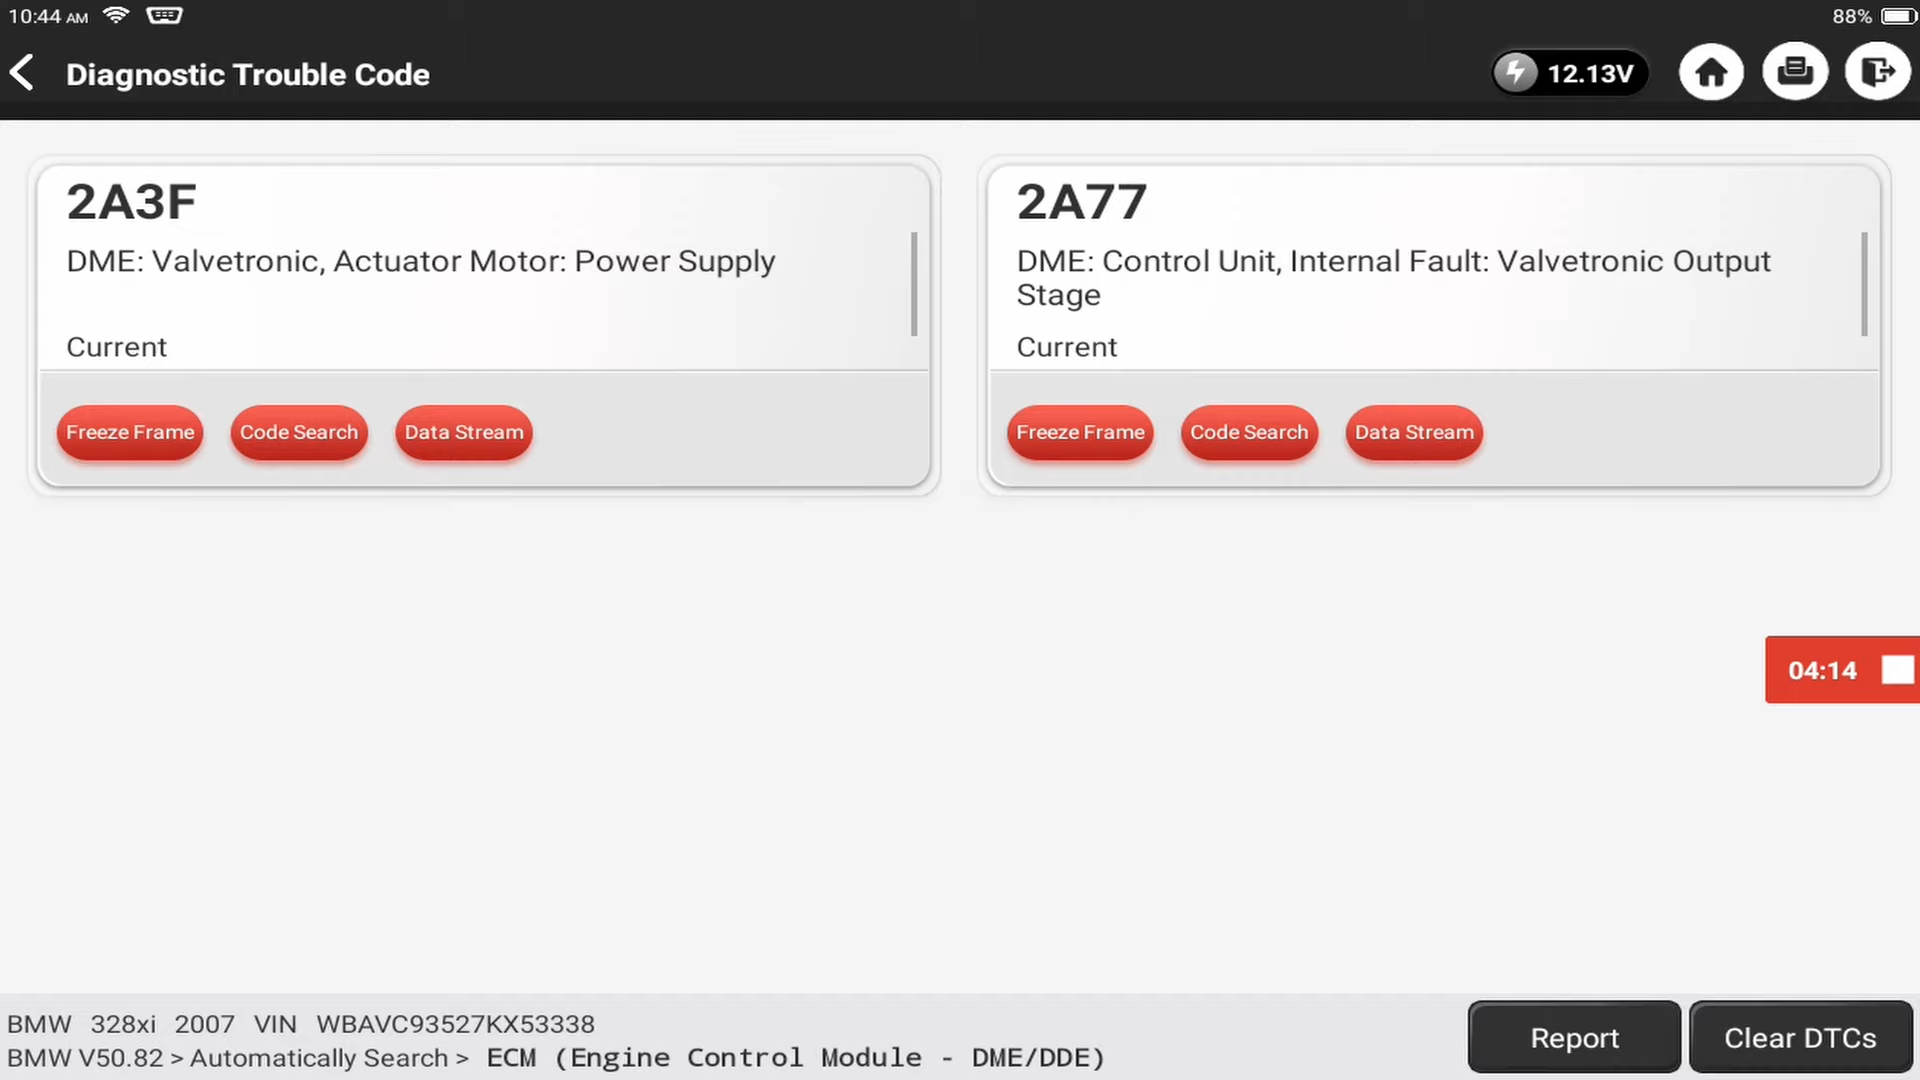 10:44 AM
88%
Diagnostic Trouble Code
12.13V
2A3F
DME: Valvetronic, Actuator Motor: Power Supply
Current
Freeze Frame
Code Search
Data Stream
2A77
DME: Control Unit, Internal Fault: Valvetronic Output
Stage
Current
Freeze Frame
Code Search
Data Stream
04:14
BMW 328xi 2007 VIN WBAVC93527KX53338
BMW V50.82 > Automatically Search > ECM (Engine Control Module - DME/DDE)
Report
Clear DTCs